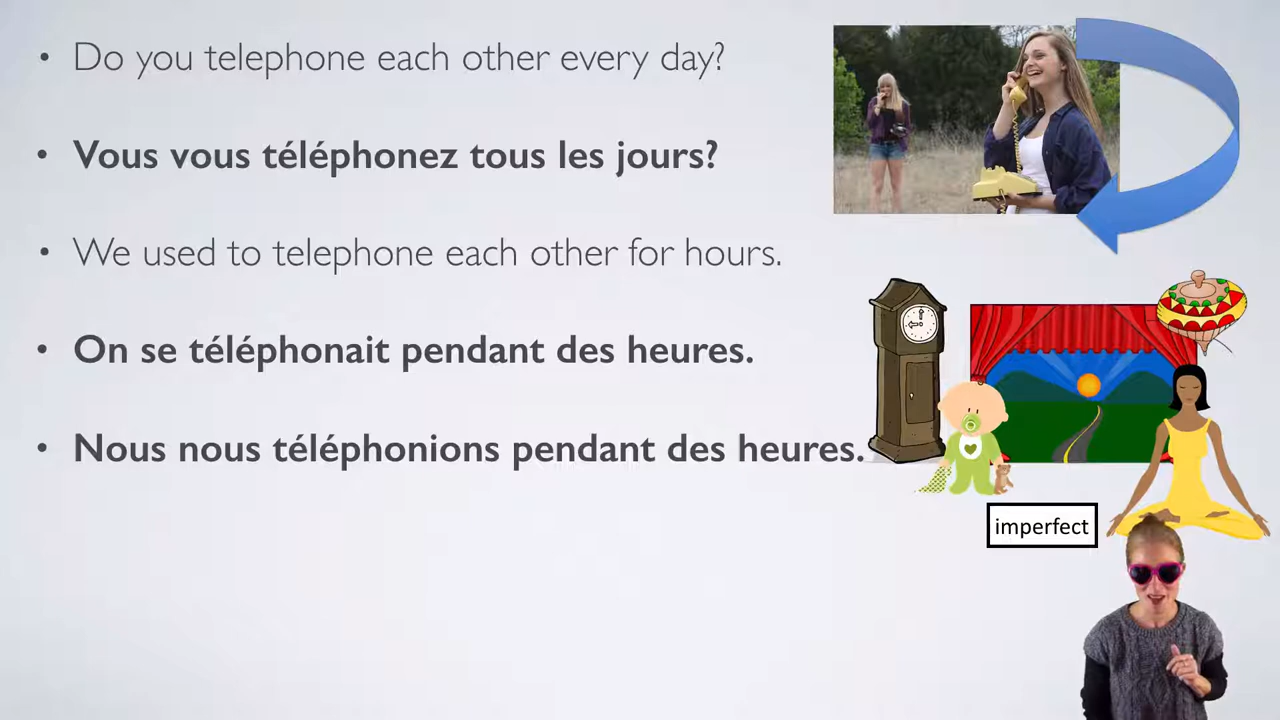 • Do you telephone each other every day?
• Vous vous téléphonez tous les jours?
• We used to telephone each other for hours.
• On se téléphonait pendant des heures.
• Nous nous téléphonions pendant des heures.
imperfect